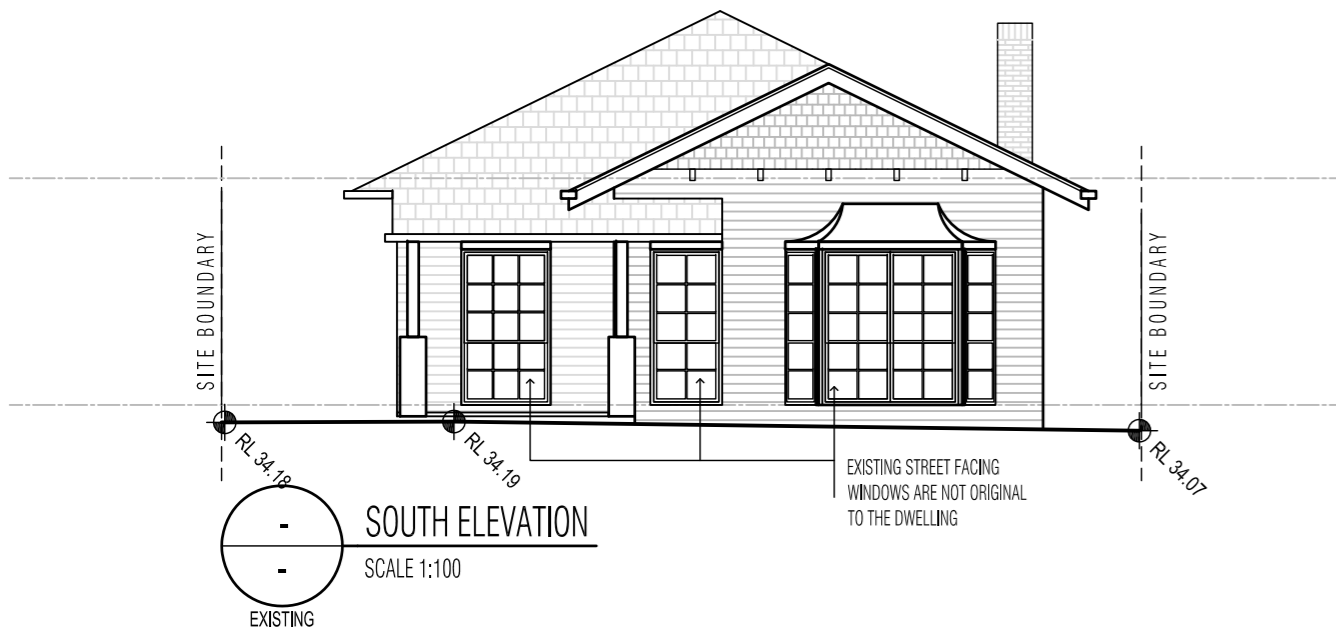 SITE BOUNDARY
SITE BOUNDARY
RL 34.18
RL 34.19
RL 34.07
EXISTING STREET FACING
WINDOWS ARE NOT ORIGINAL
TO THE DWELLING
-
-
SOUTH ELEVATION
SCALE 1:100
EXISTING